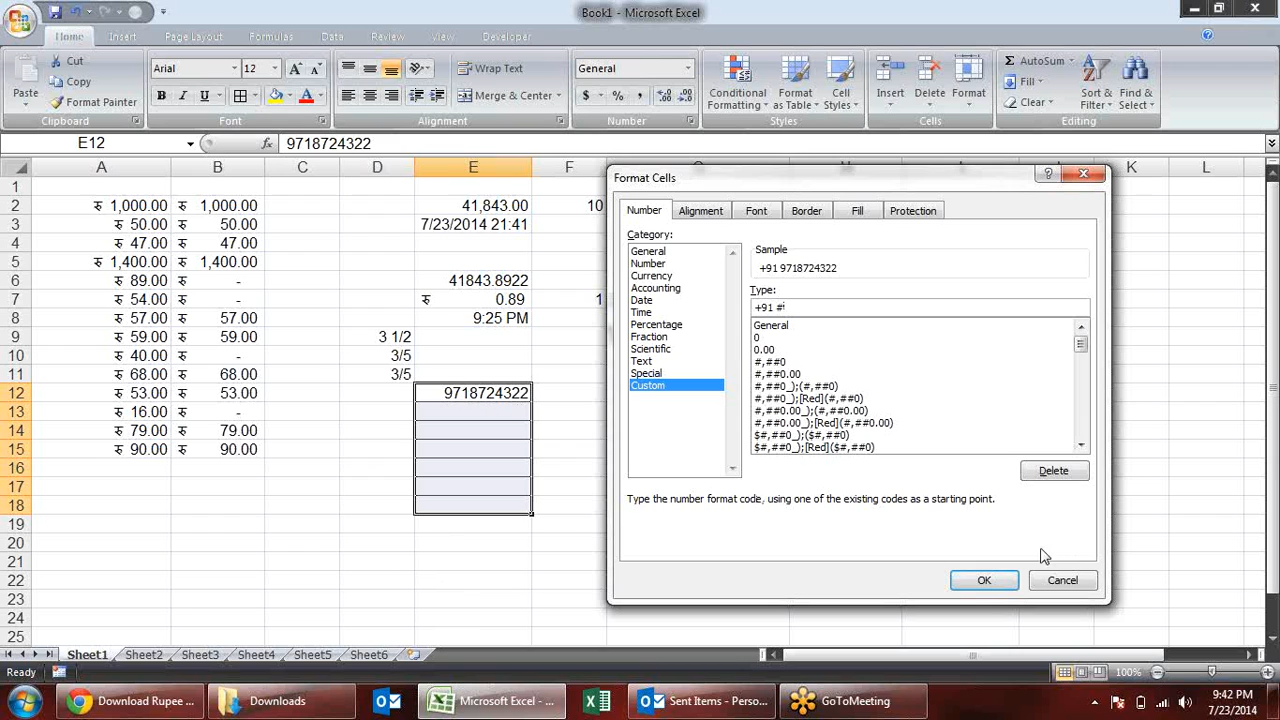 Book1 - Microsoft Excel
Home Insert Page Layout Formulas Data Review View Developer
Paste
Cut
Copy
Format Painter
Clipboard
Arial 12
B I U
Font
Wrap Text
Merge & Center
Alignment
General
$ % ,
Number
Conditional Formatting
Format as Table
Cell Styles
Styles
Insert Delete Format
Cells
AutoSum
Fill
Clear
Sort & Filter
Find & Select
Editing
E12 fx 9718724322
A B C D E F K L
1
2 ₹ 1,000.00 ₹ 1,000.00 41,843.00 10
3 ₹ 50.00 ₹ 50.00 7/23/2014 21:41
4 ₹ 47.00 ₹ 47.00
5 ₹ 1,400.00 ₹ 1,400.00
6 ₹ 89.00 ₹ - 41843.8922
7 ₹ 54.00 ₹ - ₹ 0.89 1
8 ₹ 57.00 ₹ 57.00 9:25 PM
9 ₹ 59.00 ₹ 59.00 3 1/2
10 ₹ 40.00 ₹ - 3/5
11 ₹ 68.00 ₹ 68.00 3/5
12 ₹ 53.00 ₹ 53.00 9718724322
13 ₹ 16.00 ₹ -
14 ₹ 79.00 ₹ 79.00
15 ₹ 90.00 ₹ 90.00
16
17
18
19
20
21
22
23
24
25
Format Cells
Number Alignment Font Border Fill Protection
Category:
General
Number
Currency
Accounting
Date
Time
Percentage
Fraction
Scientific
Text
Special
Custom
Sample
+91 9718724322
Type:
+91 #
General
0
0.00
#,##0
#,##0.00
#,##0_);(#,##0)
#,##0_);[Red](#,##0)
#,##0.00_);(#,##0.00)
#,##0.00_);[Red](#,##0.00)
$#,##0_);($#,##0)
$#,##0_);[Red]($#,##0)
Delete
Type the number format code, using one of the existing codes as a starting point.
OK Cancel
Sheet1 Sheet2 Sheet3 Sheet4 Sheet5 Sheet6
Ready 100%
Download Rupee ... Downloads Microsoft Excel - ... Sent Items - Perso... GoToMeeting
9:42 PM
7/23/2014